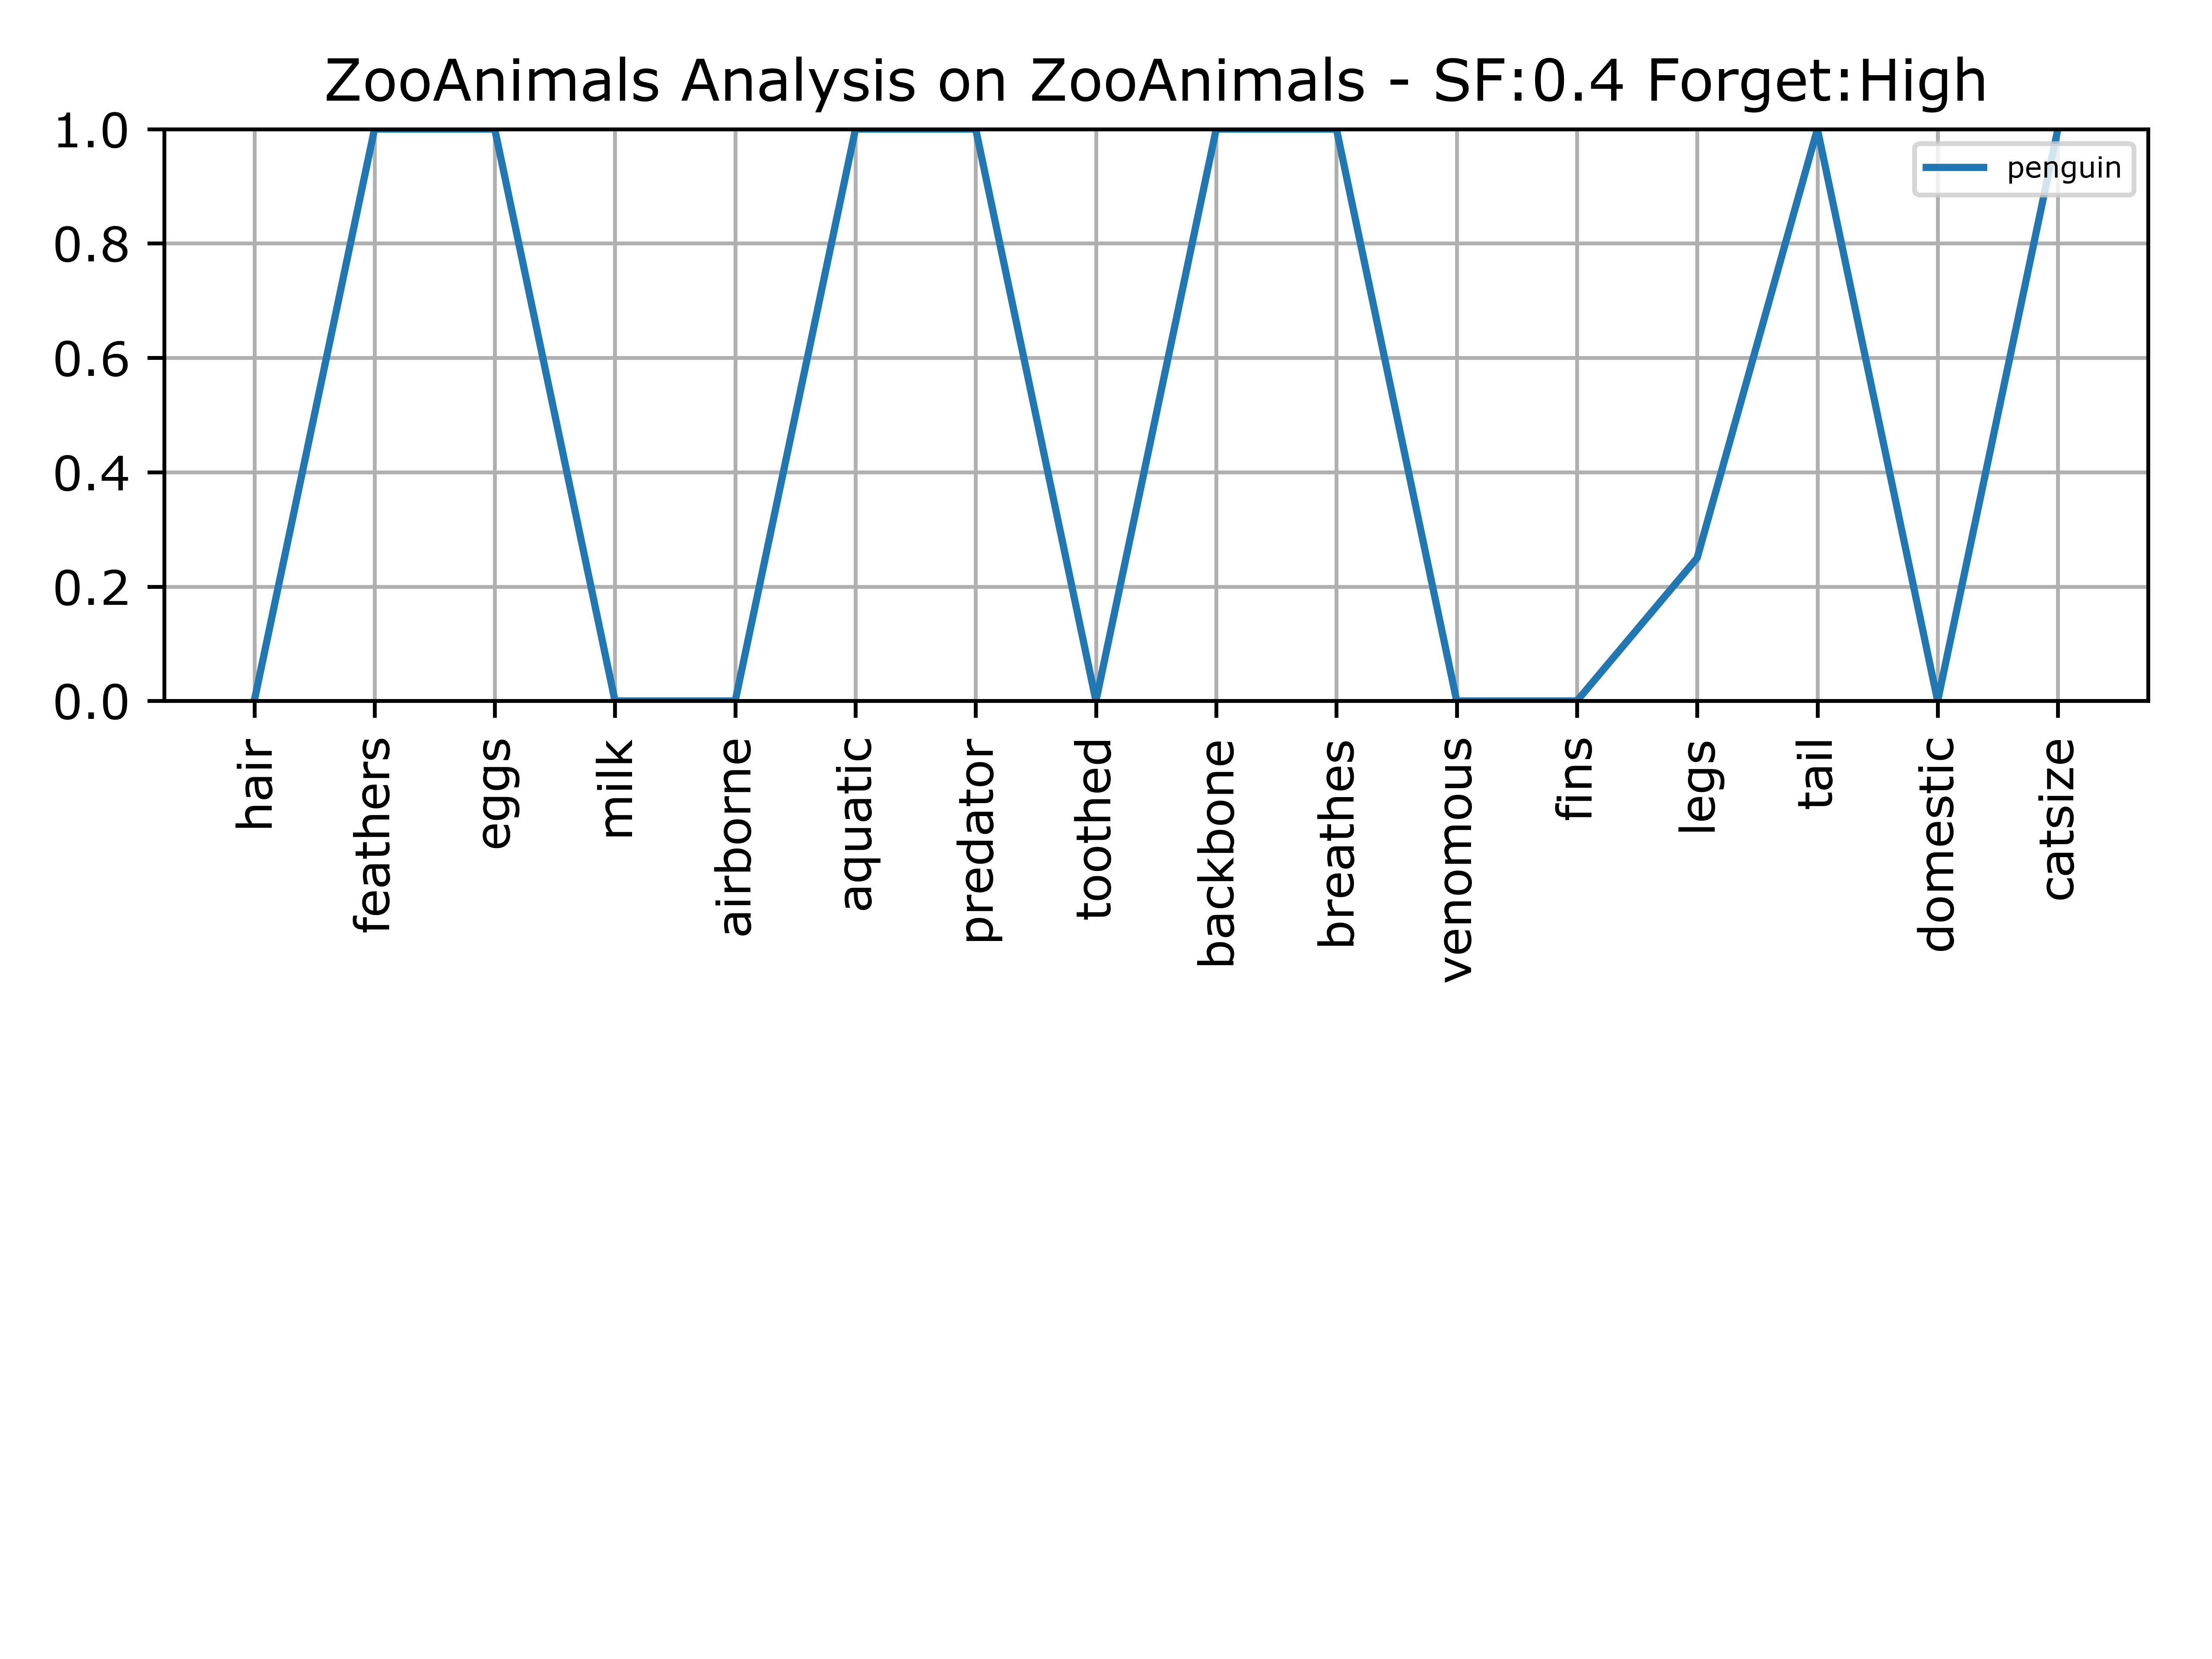 ZooAnimals Analysis on ZooAnimals - SF:0.4 Forget:High
1.0
0.8
0.6
0.4
0.2
0.0
penguin
hair
feathers
eggs
milk
airborne
aquatic
predator
toothed
backbone
breathes
venomous
fins
legs
tail
domestic
catsize